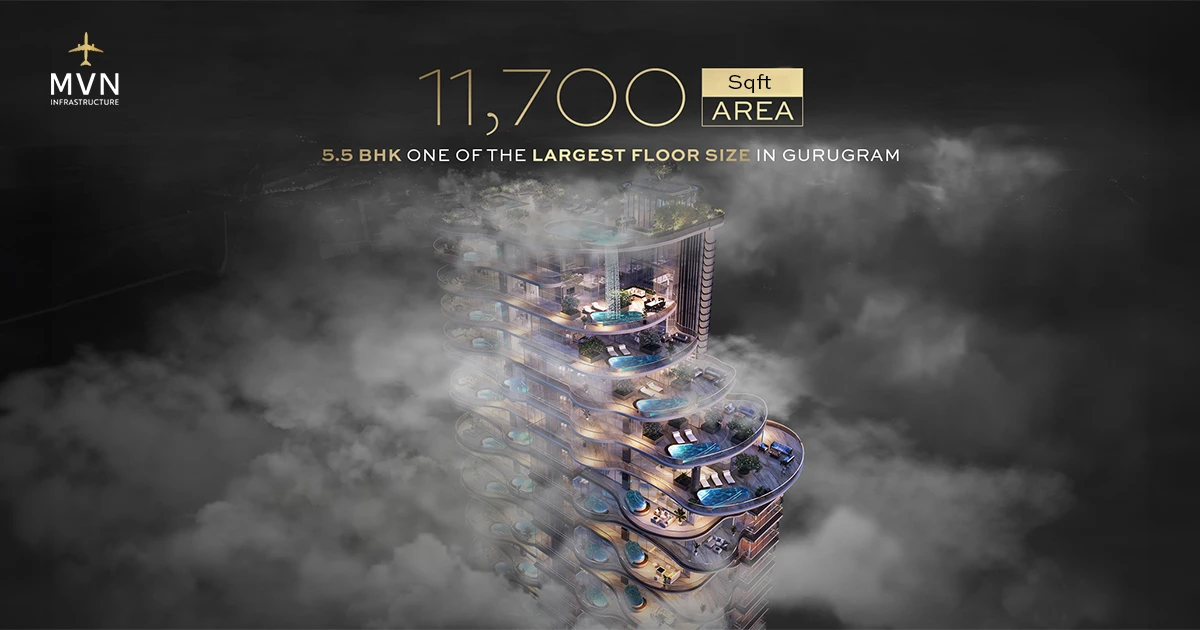 MVN
INFRASTRUCTURE
11,700 Sqft
AREA
5.5 BHK ONE OF THE LARGEST FLOOR SIZE IN GURUGRAM